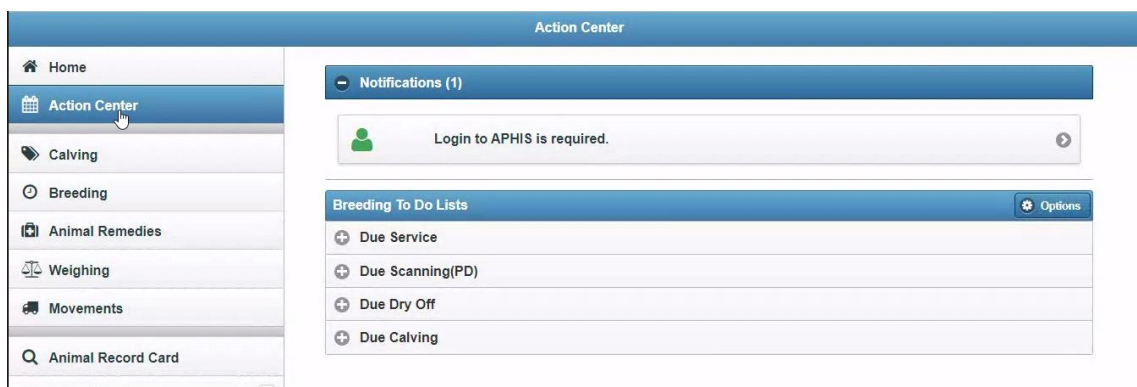 Action Center
Home
Action Center
Calving
Breeding
Animal Remedies
Weighing
Movements
Animal Record Card
Notifications (1)
Login to APHIS is required.
Breeding To Do Lists
Options
Due Service
Due Scanning(PD)
Due Dry Off
Due Calving